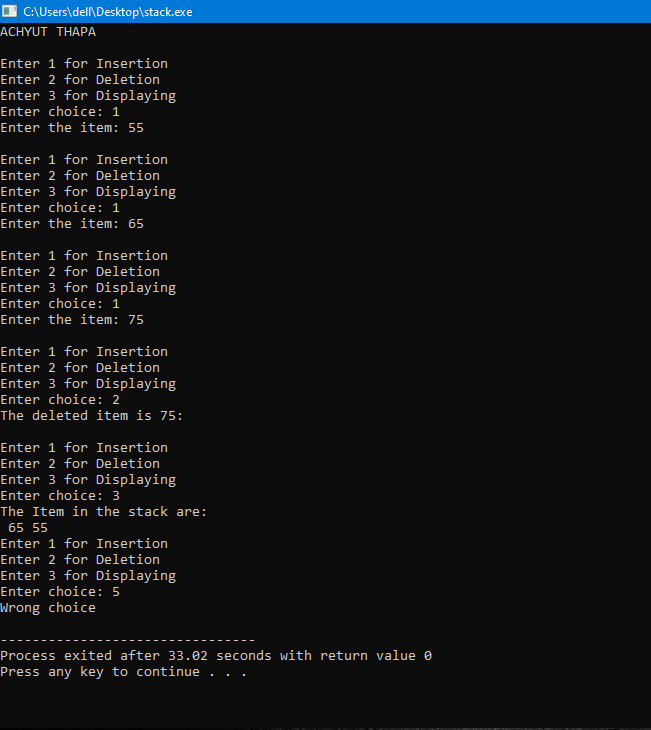 C:\Users\dell\Desktop\stack.exe
ACHYUT THAPA
Enter 1 for Insertion
Enter 2 for Deletion
Enter 3 for Displaying
Enter choice: 1
Enter the item: 55
Enter 1 for Insertion
Enter 2 for Deletion
Enter 3 for Displaying
Enter choice: 1
Enter the item: 65
Enter 1 for Insertion
Enter 2 for Deletion
Enter 3 for Displaying
Enter choice: 1
Enter the item: 75
Enter 1 for Insertion
Enter 2 for Deletion
Enter 3 for Displaying
Enter choice: 2
The deleted item is 75:
Enter 1 for Insertion
Enter 2 for Deletion
Enter 3 for Displaying
Enter choice: 3
The Item in the stack are:
65 55
Enter 1 for Insertion
Enter 2 for Deletion
Enter 3 for Displaying
Enter choice: 5
Wrong choice
--------------------------------
Process exited after 33.02 seconds with return value 0
Press any key to continue . . .